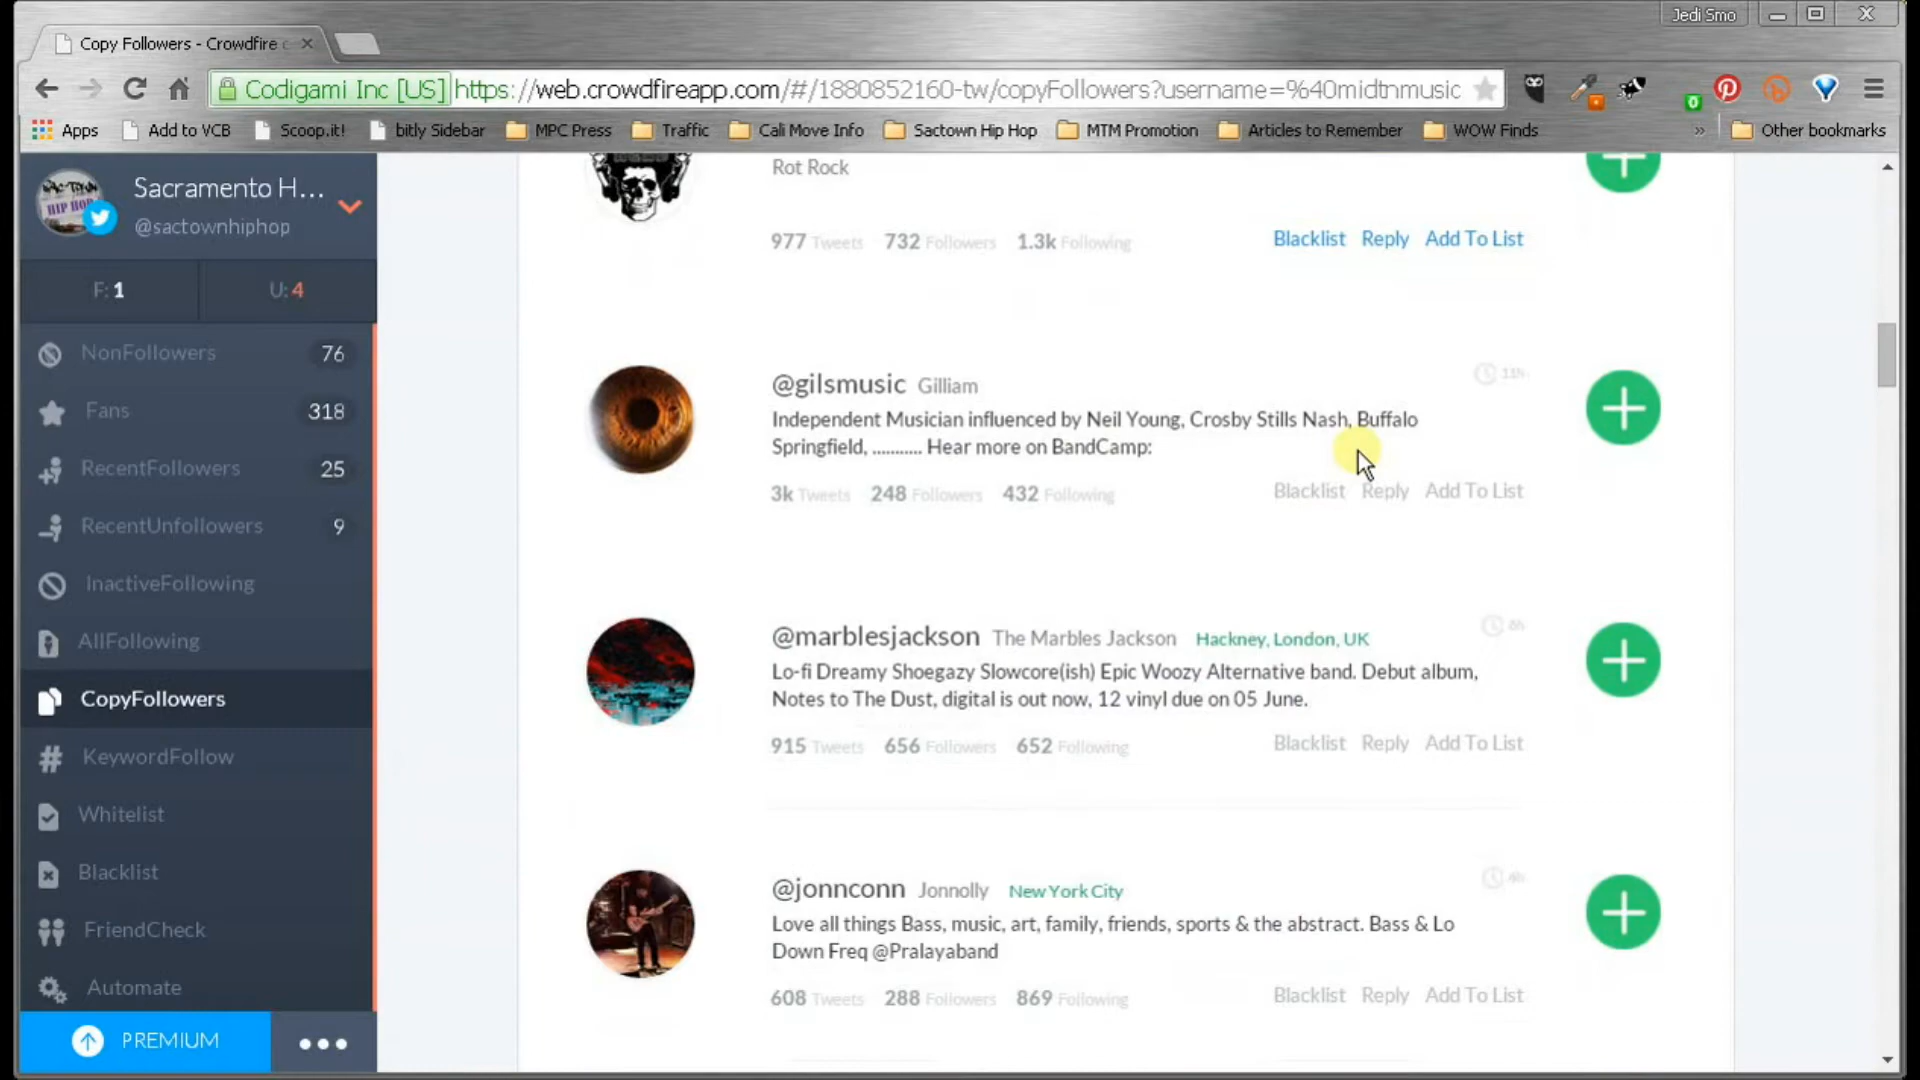 Jedi Smo
Copy Followers - Crowdfire
Codigami Inc [US] https://web.crowdfireapp.com/#/1880852160-tw/copyFollowers?username=%40midtnmusic
0
Apps Add to VCB Scoop.it! bitly Sidebar MPC Press Traffic Cali Move Info Sactown Hip Hop MTM Promotion Articles to Remember WOW Finds » Other bookmarks
SAC-TOWN
HIP HOP
Sacramento H...
@sactownhiphop
F: 1 U: 4
NonFollowers 76
Fans 318
RecentFollowers 25
RecentUnfollowers 9
InactiveFollowing
AllFollowing
CopyFollowers
KeywordFollow
Whitelist
Blacklist
FriendCheck
Automate
PREMIUM
Rot Rock
977 Tweets 732 Followers 1.3k Following Blacklist Reply Add To List
@gilsmusic Gilliam 11h
Independent Musician influenced by Neil Young, Crosby Stills Nash, Buffalo
Springfield, ........... Hear more on BandCamp:
3k Tweets 248 Followers 432 Following Blacklist Reply Add To List
@marblesjackson The Marbles Jackson Hackney, London, UK
Lo-fi Dreamy Shoegazy Slowcore(ish) Epic Woozy Alternative band. Debut album,
Notes to The Dust, digital is out now, 12 vinyl due on 05 June.
915 Tweets 656 Followers 652 Following Blacklist Reply Add To List
@jonnconn Jonnolly New York City 4h
Love all things Bass, music, art, family, friends, sports & the abstract. Bass & Lo
Down Freq @Pralayaband
608 Tweets 288 Followers 869 Following Blacklist Reply Add To List